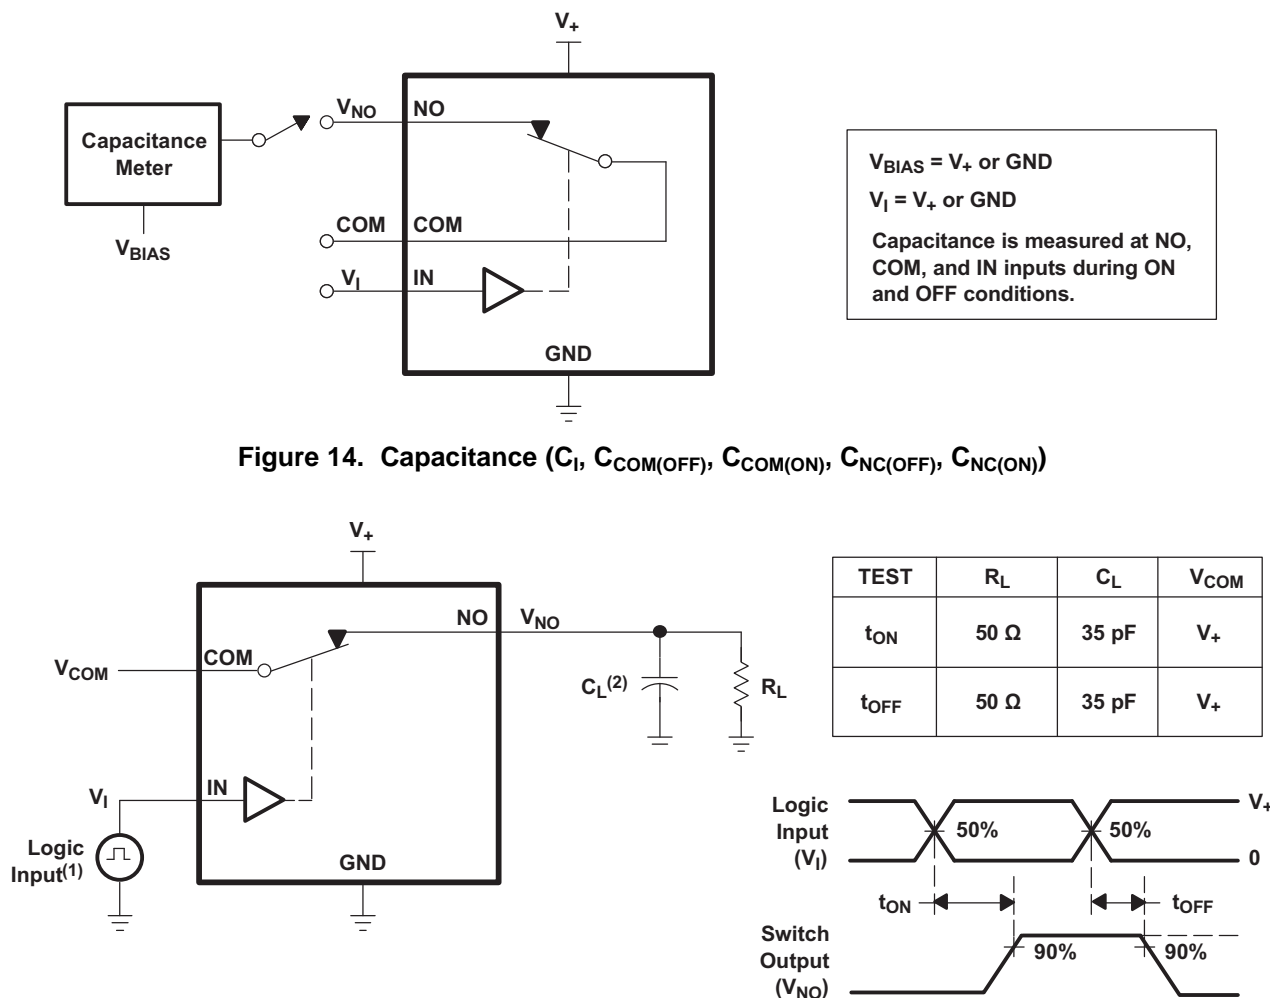 V+
Capacitance
Meter
VBIAS
VNO
NO
COM
COM
VI
IN
GND
VBIAS = V+ or GND
VI = V+ or GND
Capacitance is measured at NO,
COM, and IN inputs during ON
and OFF conditions.
Figure 14. Capacitance (CI, CCOM(OFF), CCOM(ON), CNC(OFF), CNC(ON))
V+
NO
VNO
VCOM
COM
CL(2)
RL
VI
IN
Logic
Input(1)
GND
TEST RL CL VCOM
tON 50 Ω 35 pF V+
tOFF 50 Ω 35 pF V+
Logic
Input
(VI)
50%
50%
V+
0
tON
tOFF
Switch
Output
(VNO)
90%
90%